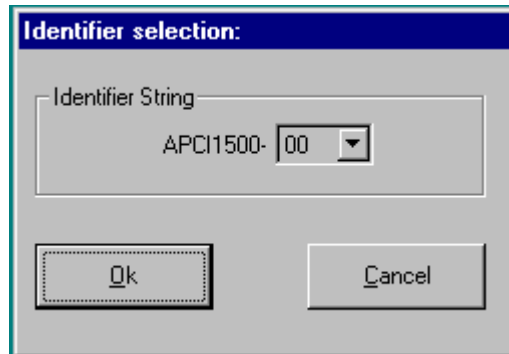 Identifier selection:
Identifier String
APCI1500- 00
Ok Cancel